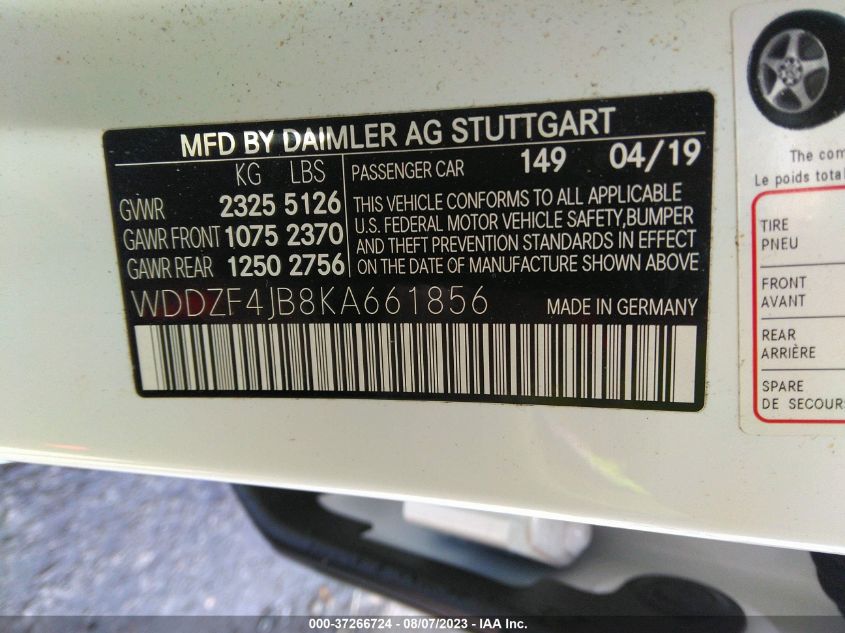 MFD BY DAIMLER AG STUTTGART
KG LBS
GVWR 2325 5126
GAWR FRONT 1075 2370
GAWR REAR 1250 2756
PASSENGER CAR 149 04/19
THIS VEHICLE CONFORMS TO ALL APPLICABLE
U.S. FEDERAL MOTOR VEHICLE SAFETY,BUMPER
AND THEFT PREVENTION STANDARDS IN EFFECT
ON THE DATE OF MANUFACTURE SHOWN ABOVE
WDDZF4JB8KA661856 MADE IN GERMANY
The com
Le poids total
TIRE
PNEU
FRONT
AVANT
REAR
ARRIÈRE
SPARE
DE SECOURS
000-37266724 - 08/07/2023 - © IAA Inc.